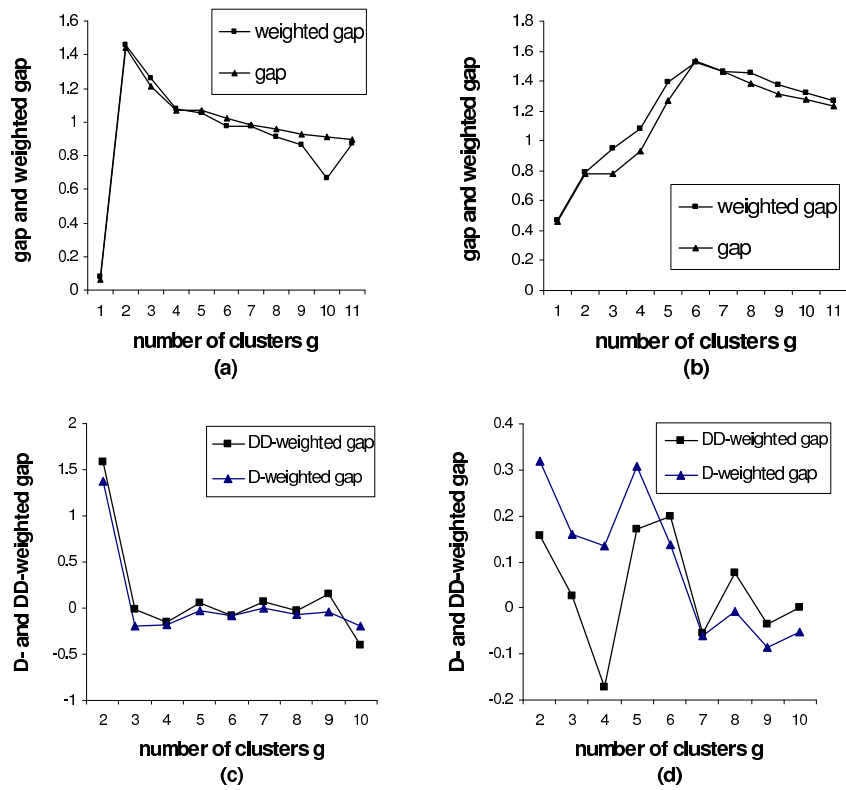 gap and weighted gap
1.6
1.4
1.2
1
0.8
0.6
0.4
0.2
0
weighted gap
gap
1 2 3 4 5 6 7 8 9 10 11
number of clusters g
(a)
gap and weighted gap
1.8
1.6
1.4
1.2
1
0.8
0.6
0.4
0.2
0
weighted gap
gap
1 2 3 4 5 6 7 8 9 10 11
number of clusters g
(b)
D- and DD-weighted gap
2
1.5
1
0.5
0
-0.5
-1
DD-weighted gap
D-weighted gap
2 3 4 5 6 7 8 9 10
number of clusters g
(c)
D- and DD-weighted gap
0.4
0.3
0.2
0.1
0
-0.1
-0.2
DD-weighted gap
D-weighted gap
2 3 4 5 6 7 8 9 10
number of clusters g
(d)